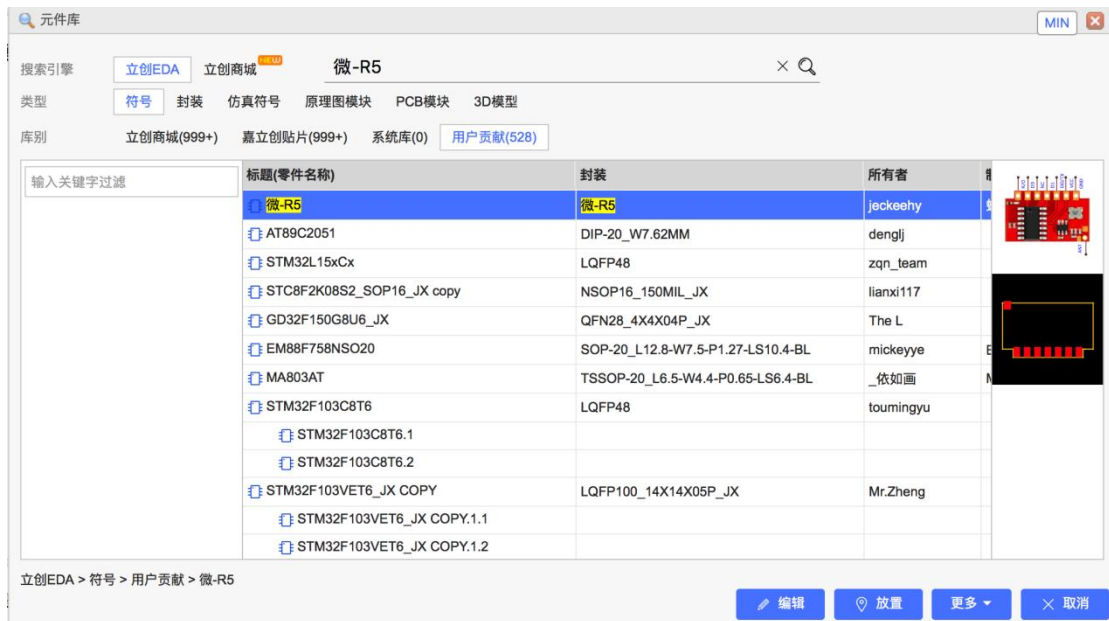 元件库
MIN
搜索引擎 立创EDA 立创商城 NEW 微-R5
类型 符号 封装 仿真符号 原理图模块 PCB模块 3D模型
库别 立创商城(999+) 嘉立创贴片(999+) 系统库(0) 用户贡献(528)
输入关键字过滤
标题(零件名称) 封装 所有者
微-R5 微-R5 jeckeehy
AT89C2051 DIP-20_W7.62MM denglj
STM32L15xCx LQFP48 zqn_team
STC8F2K08S2_SOP16_JX copy NSOP16_150MIL_JX lianxi117
GD32F150G8U6_JX QFN28_4X4X04P_JX The L
EM88F758NSO20 SOP-20_L12.8-W7.5-P1.27-LS10.4-BL mickeyye
MA803AT TSSOP-20_L6.5-W4.4-P0.65-LS6.4-BL _依如画
STM32F103C8T6 LQFP48 toumingyu
STM32F103C8T6.1
STM32F103C8T6.2
STM32F103VET6_JX COPY LQFP100_14X14X05P_JX Mr.Zheng
STM32F103VET6_JX COPY.1.1
STM32F103VET6_JX COPY.1.2
立创EDA > 符号 > 用户贡献 > 微-R5
编辑 放置 更多 取消